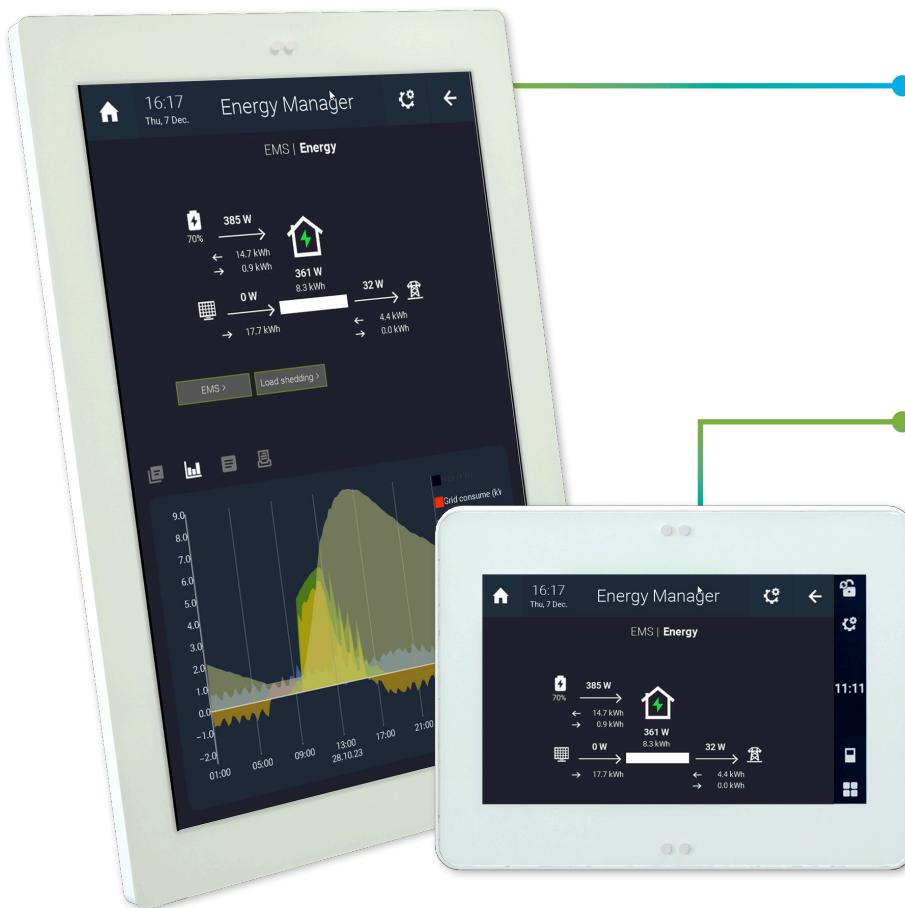 16:17
Thu, 7 Dec.
Energy Manager
EMS | Energy
385 W
70%
← 14.7 kWh
→ 0.9 kWh
361 W
8.3 kWh
0 W
32 W
→ 17.7 kWh
← 4.4 kWh
→ 0.0 kWh
EMS >
Load shedding >
Grid consume (kW
9.0
8.0
7.0
6.0
5.0
4.0
3.0
2.0
1.0
0.0
-1.0
-2.0
01:00
05:00
09:00
13:00
17:00
21:00
28.10.23
16:17
Thu, 7 Dec.
Energy Manager
EMS | Energy
11:11
385 W
70%
← 14.7 kWh
→ 0.9 kWh
361 W
8.3 kWh
0 W
32 W
→ 17.7 kWh
← 4.4 kWh
→ 0.0 kWh